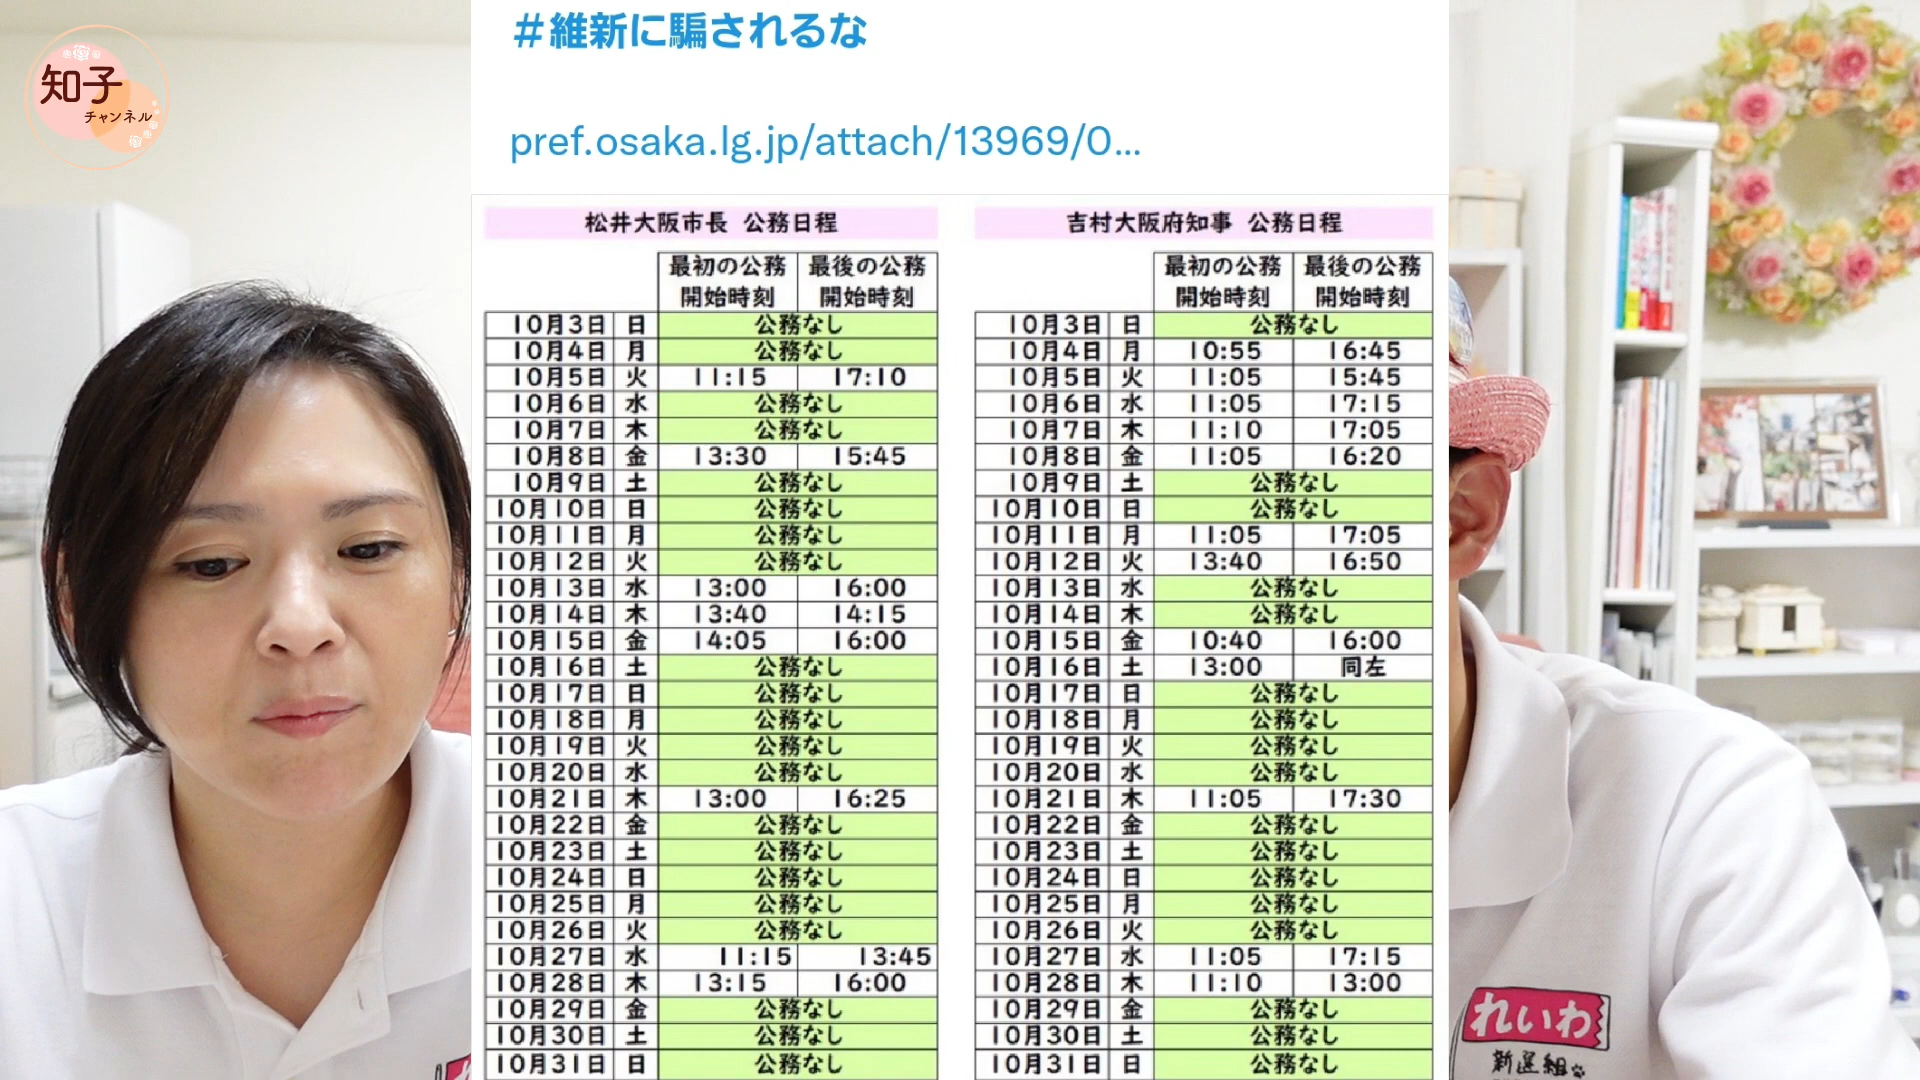 知子
チャンネル
＃維新に騙されるな
pref.osaka.lg.jp/attach/13969/0…
松井大阪市長 公務日程
最初の公務開始時刻 最後の公務開始時刻
10月3日 日 公務なし
10月4日 月 公務なし
10月5日 火 11:15 17:10
10月6日 水 公務なし
10月7日 木 公務なし
10月8日 金 13:30 15:45
10月9日 土 公務なし
10月10日 日 公務なし
10月11日 月 公務なし
10月12日 火 公務なし
10月13日 水 13:00 16:00
10月14日 木 13:40 14:15
10月15日 金 14:05 16:00
10月16日 土 公務なし
10月17日 日 公務なし
10月18日 月 公務なし
10月19日 火 公務なし
10月20日 水 公務なし
10月21日 木 13:00 16:25
10月22日 金 公務なし
10月23日 土 公務なし
10月24日 日 公務なし
10月25日 月 公務なし
10月26日 火 公務なし
10月27日 水 11:15 13:45
10月28日 木 13:15 16:00
10月29日 金 公務なし
10月30日 土 公務なし
10月31日 日 公務なし
吉村大阪府知事 公務日程
最初の公務開始時刻 最後の公務開始時刻
10月3日 日 公務なし
10月4日 月 10:55 16:45
10月5日 火 11:05 15:45
10月6日 水 11:05 17:15
10月7日 木 11:10 17:05
10月8日 金 11:05 16:20
10月9日 土 公務なし
10月10日 日 公務なし
10月11日 月 11:05 17:05
10月12日 火 13:40 16:50
10月13日 水 公務なし
10月14日 木 公務なし
10月15日 金 10:40 16:00
10月16日 土 13:00 同左
10月17日 日 公務なし
10月18日 月 公務なし
10月19日 火 公務なし
10月20日 水 公務なし
10月21日 木 11:05 17:30
10月22日 金 公務なし
10月23日 土 公務なし
10月24日 日 公務なし
10月25日 月 公務なし
10月26日 火 公務なし
10月27日 水 11:05 17:15
10月28日 木 11:10 13:00
10月29日 金 公務なし
10月30日 土 公務なし
10月31日 日 公務なし
れいわ
新選組